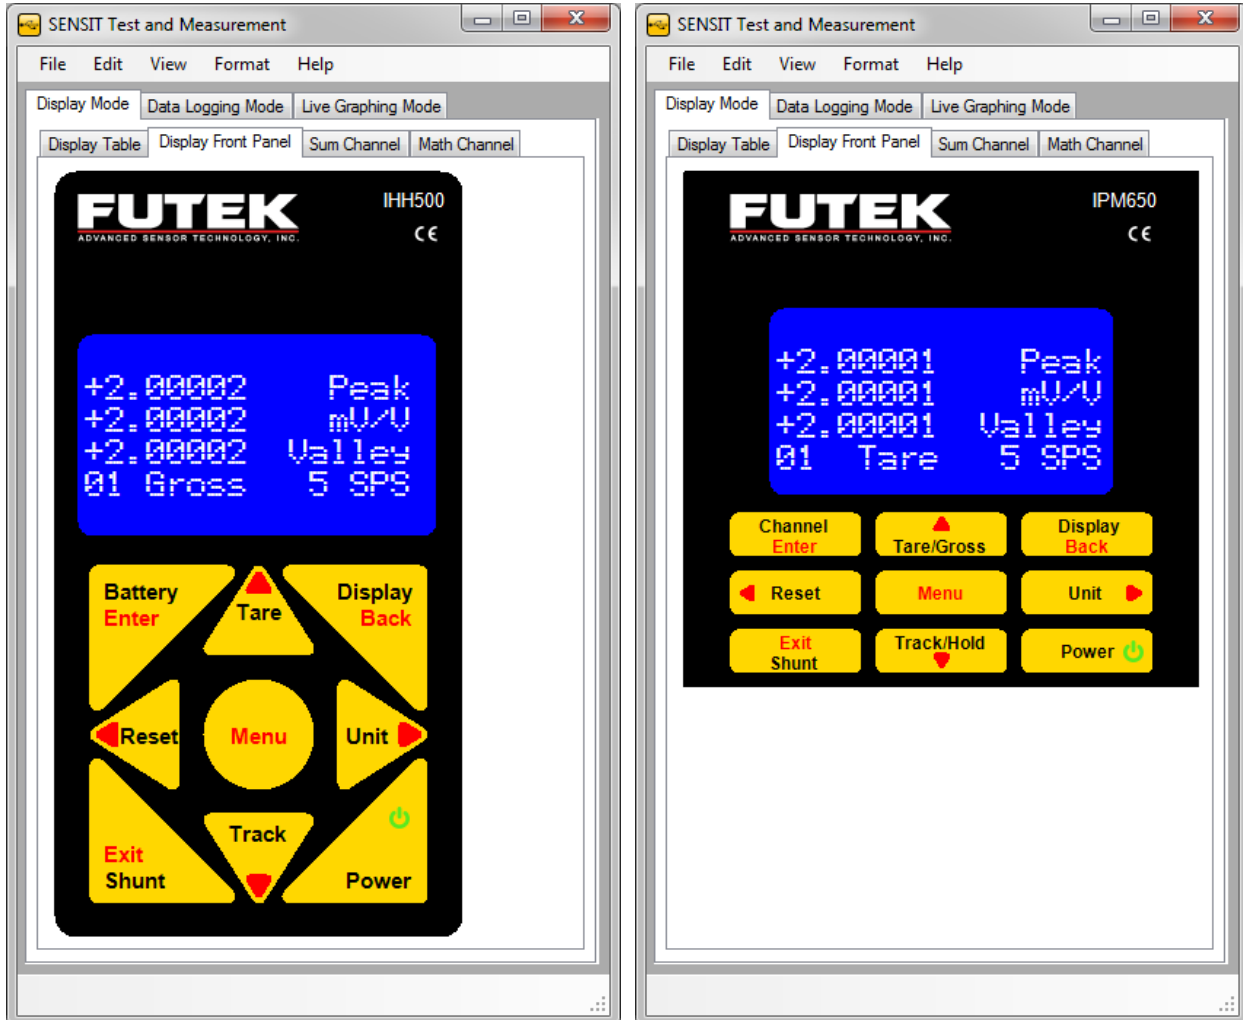 SENSIT Test and Measurement
File Edit View Format Help
Display Mode Data Logging Mode Live Graphing Mode
Display Table Display Front Panel Sum Channel Math Channel
FUTEK IHH500
ADVANCED SENSOR TECHNOLOGY, INC. CE
+2.00002 Peak
+2.00002 mV/V
+2.00002 Valley
01 Gross 5 SPS
Battery
Enter
Tare
Display
Back
Reset
Menu
Unit
Exit
Shunt
Track
Power
SENSIT Test and Measurement
File Edit View Format Help
Display Mode Data Logging Mode Live Graphing Mode
Display Table Display Front Panel Sum Channel Math Channel
FUTEK IPM650
ADVANCED SENSOR TECHNOLOGY, INC. CE
+2.00001 Peak
+2.00001 mV/V
+2.00001 Valley
01 Tare 5 SPS
Channel
Enter
Tare/Gross
Display
Back
Reset
Menu
Unit
Exit
Shunt
Track/Hold
Power